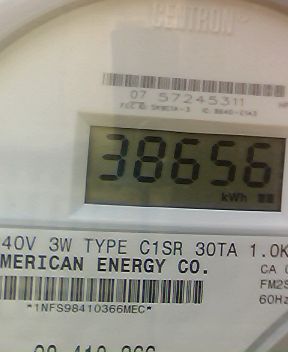 CENTRON
07 57245311
38656
kWh
40V 3W TYPE C1SR 30TA 1.0K
MERICAN ENERGY CO.
CA
FM2S
60Hz
*1NFS98410366MEC*